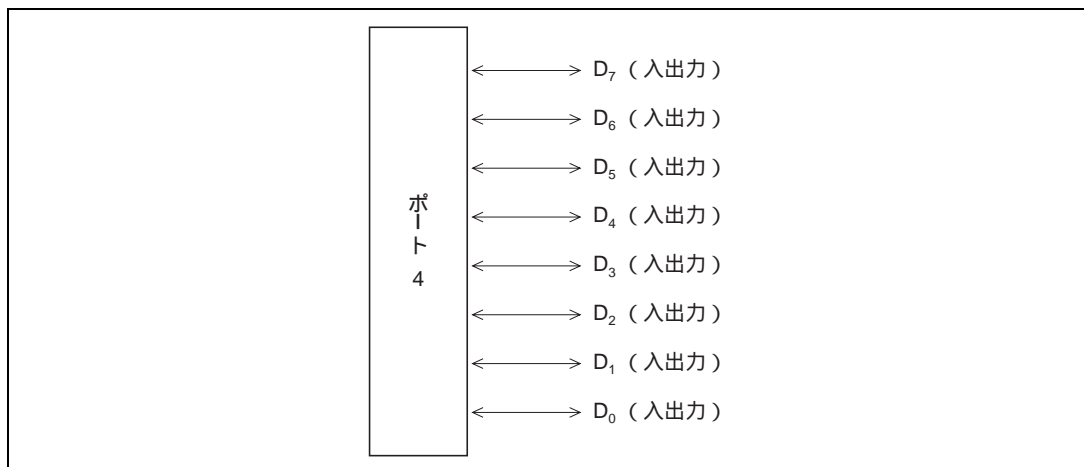 ポート4
D₇ (入出力)
D₆ (入出力)
D₅ (入出力)
D₄ (入出力)
D₃ (入出力)
D₂ (入出力)
D₁ (入出力)
D₀ (入出力)